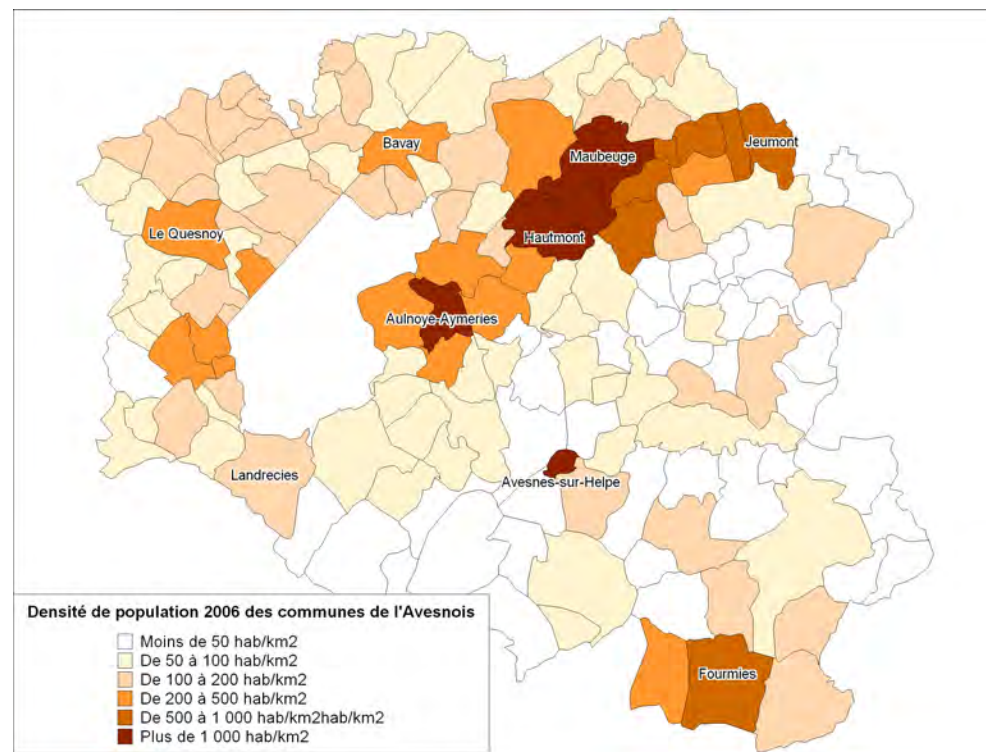 Bavay
Maubeuge
Jeumont
Le Quesnoy
Hautmont
Aulnoye-Aymeries
Landrecies
Avesnes-sur-Helpe
Fourmies
Densité de population 2006 des communes de l'Avesnois
Moins de 50 hab/km2
De 50 à 100 hab/km2
De 100 à 200 hab/km2
De 200 à 500 hab/km2
De 500 à 1 000 hab/km2hab/km2
Plus de 1 000 hab/km2